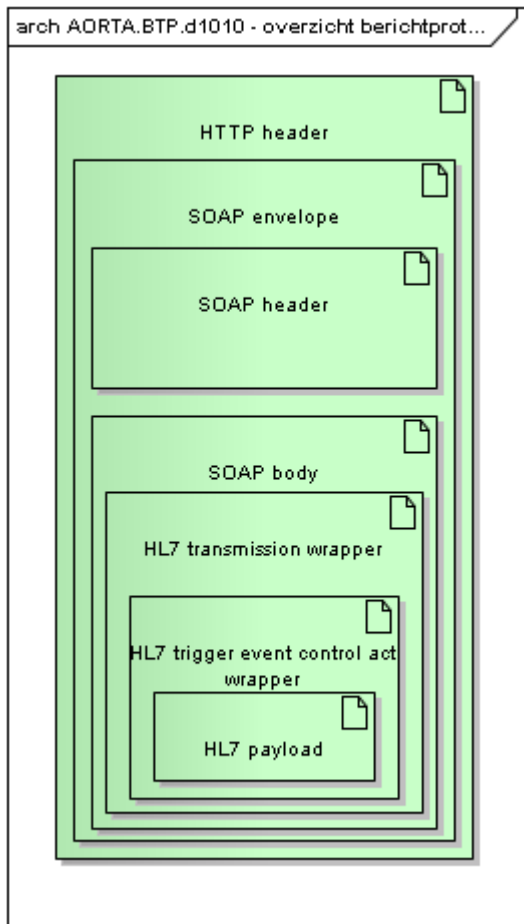 arch AORTA.BTP.d1010 - overzicht berichtprot...
HTTP header
SOAP envelope
SOAP header
SOAP body
HL7 transmission wrapper
HL7 trigger event control act
wrapper
HL7 payload